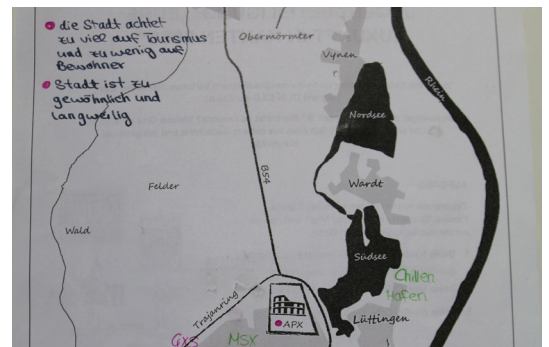 die Stadt achtet
zu viel auf Tourismus
und zu wenig auf
Bewohner
Stadt ist zu
gewöhnlich und
langweilig
Obermörmter
Vynen
Rhein
Nordsee
B54
Wardt
Felder
Wald
Südsee
Chillen
Hafen
Trajanring
APX
Lüttingen
MSX